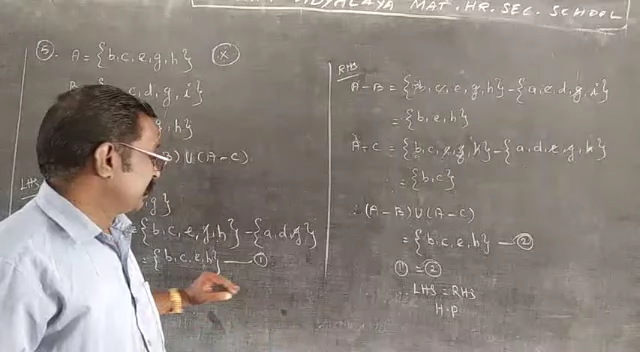 VIDYALAYA MAT. HR. SEC. SCHOOL
⑤. A = {b, c, e, g, h} (x)
c, d, g, i}
g, h}
) ∪ (A - C).
LHS
g}
= {b, c, e, g, h} - {a, d, g}
= {b, c, e, h} — ①
RHS
A - B = {b, c, e, g, h} - {a, c, d, g, i}
= {b, e, h}
A - C = {b, c, e, g, h} - {a, d, e, g, h}
= {b, c}
∴ (A - B) ∪ (A - C)
= {b, c, e, h} — ②
① = ②
∴ LHS = RHS
H.P.